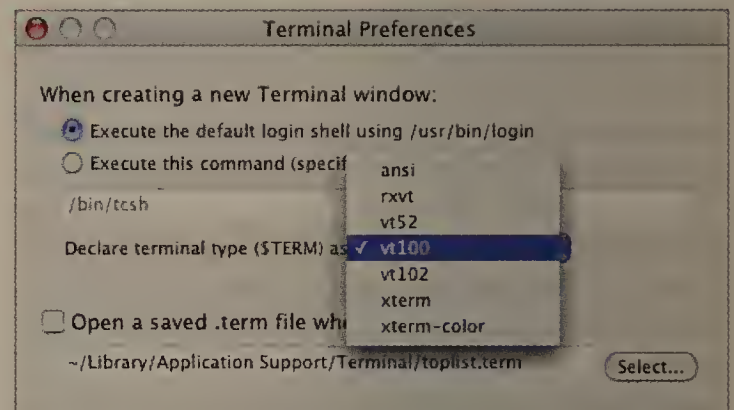 Terminal Preferences
When creating a new Terminal window:
Execute the default login shell using /usr/bin/login
Execute this command (specif
/bin/tcsh
Declare terminal type ($TERM) as
ansi
rxvt
vt52
✓ vt100
vt102
xterm
xterm-color
Open a saved .term file whe
~/Library/Application Support/Terminal/toplist.term
Select...